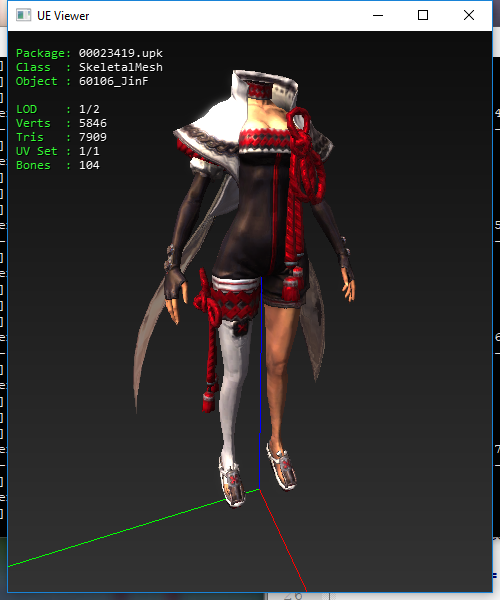 UE Viewer
Package: 00023419.upk
Class  : SkeletalMesh
Object : 60106_JinF
LOD    : 1/2
Verts  : 5846
Tris   : 7909
UV Set : 1/1
Bones  : 104